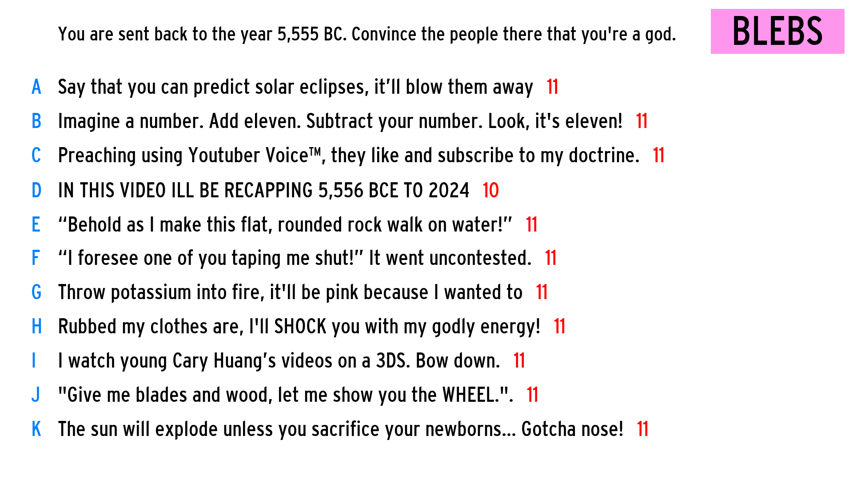 You are sent back to the year 5,555 BC. Convince the people there that you're a god.
BLEBS
A Say that you can predict solar eclipses, it’ll blow them away 11
B Imagine a number. Add eleven. Subtract your number. Look, it's eleven! 11
C Preaching using Youtuber Voice™, they like and subscribe to my doctrine. 11
D IN THIS VIDEO ILL BE RECAPPING 5,556 BCE TO 2024 10
E “Behold as I make this flat, rounded rock walk on water!” 11
F “I foresee one of you taping me shut!” It went uncontested. 11
G Throw potassium into fire, it'll be pink because I wanted to 11
H Rubbed my clothes are, I'll SHOCK you with my godly energy! 11
I I watch young Cary Huang’s videos on a 3DS. Bow down. 11
J "Give me blades and wood, let me show you the WHEEL.". 11
K The sun will explode unless you sacrifice your newborns... Gotcha nose! 11